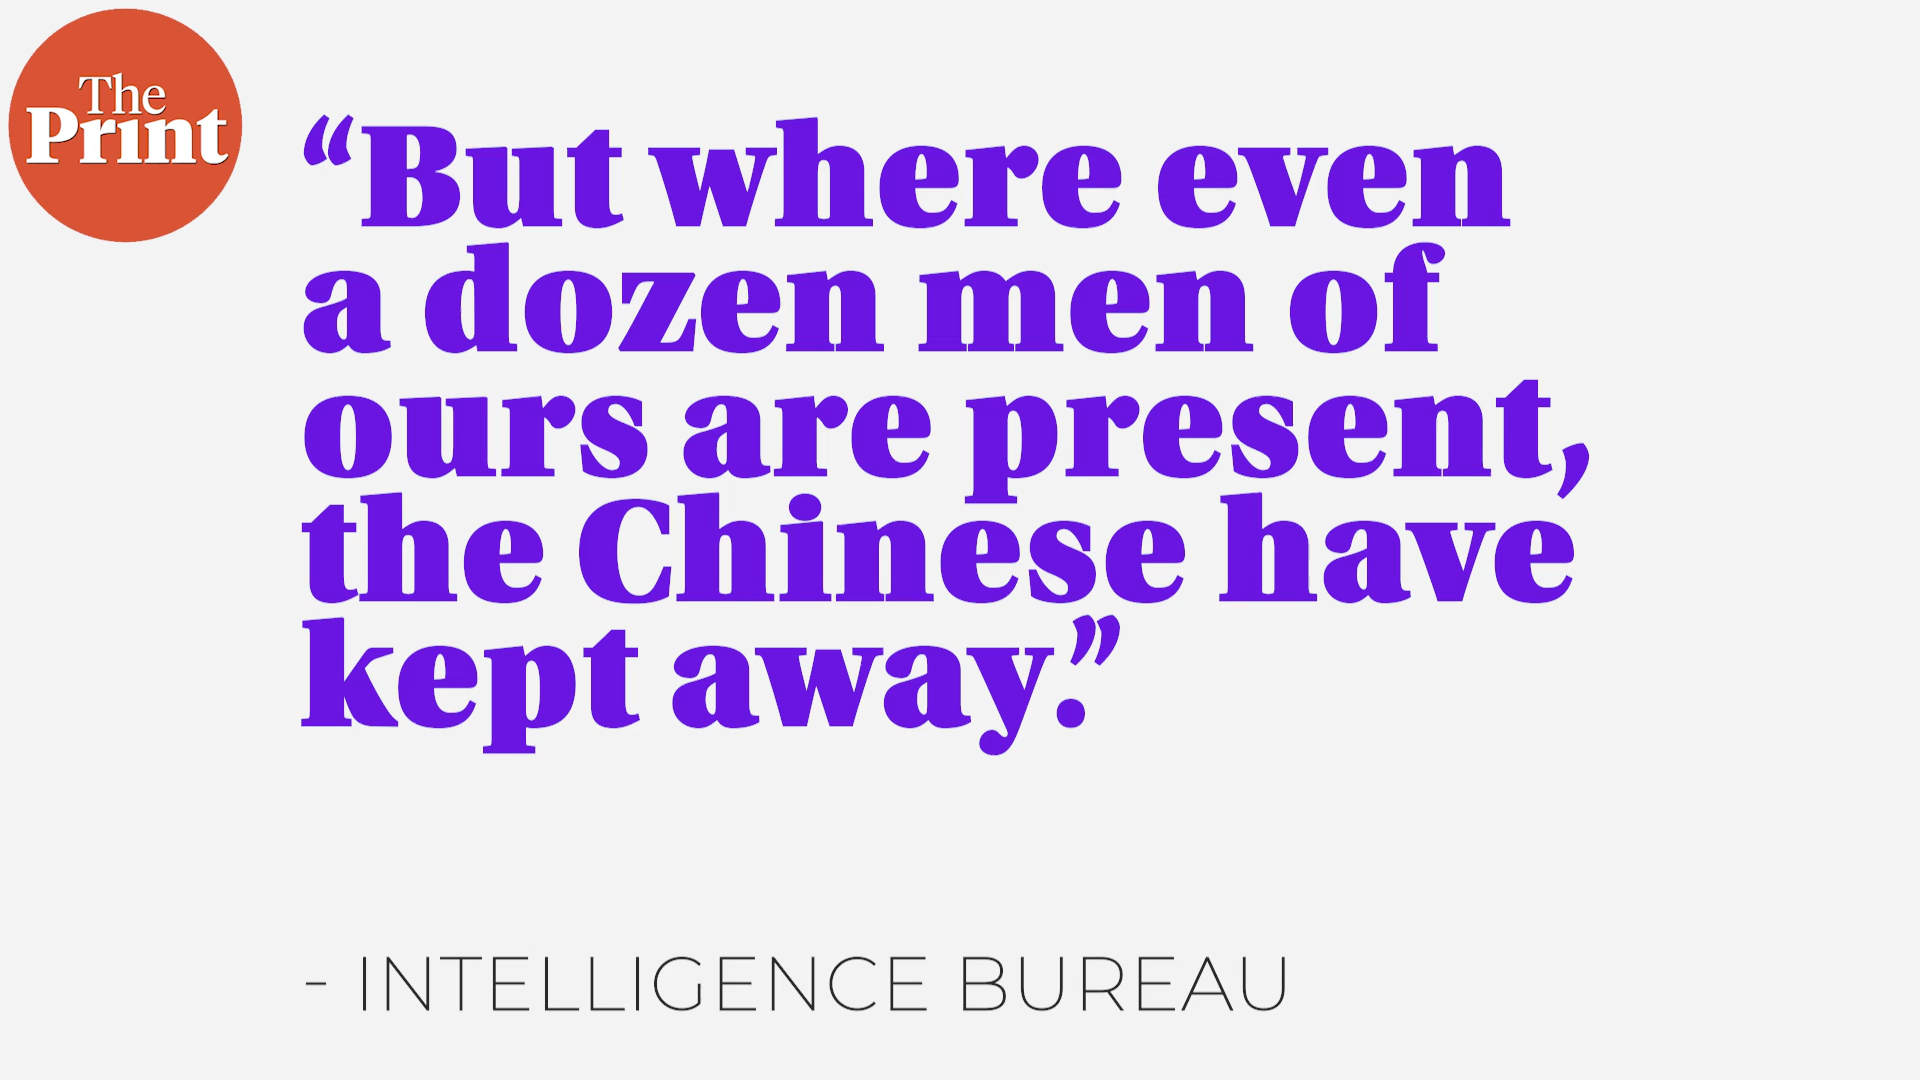 The
Print
“But where even
a dozen men of
ours are present,
the Chinese have
kept away.”
- INTELLIGENCE BUREAU